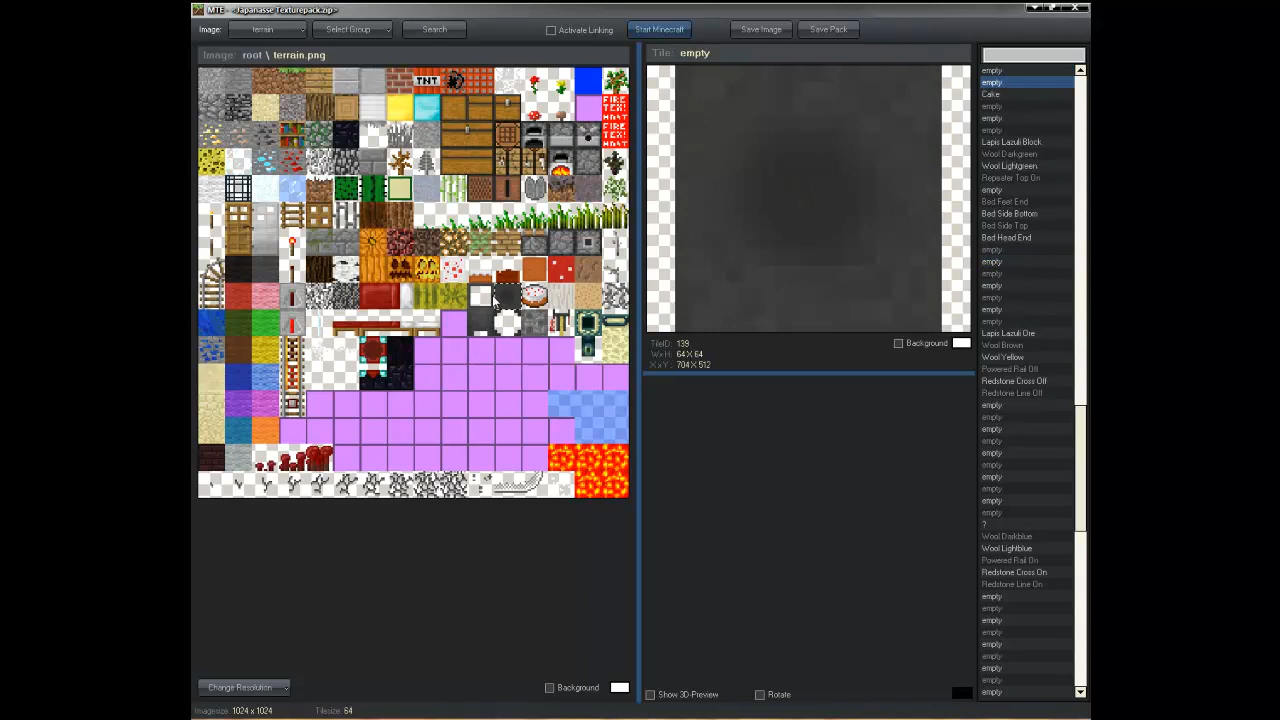 MTE - <Japanasse Texturepack.zip>
Image: terrain Select Group Search Activate Linking Start Minecraft Save Image Save Pack
Image: root \ terrain.png
Tile: empty
TNT
FIRE
TEX!
HD4T
FIRE
TEX!
HD4T
TileID: 139
W x H: 64 X 64
X x Y: 704 X 512
Background
empty
empty
Cake
empty
empty
empty
Lapis Lazuli Block
Wool Darkgreen
Wool Lightgreen
Repeater Top On
empty
Bed Feet End
Bed Side Bottom
Bed Side Top
Bed Head End
empty
empty
empty
empty
empty
empty
empty
Lapis Lazuli Ore
Wool Brown
Wool Yellow
Powered Rail Off
Redstone Cross Off
Redstone Line Off
empty
empty
empty
empty
empty
empty
empty
empty
empty
empty
?
Wool Darkblue
Wool Lightblue
Powered Rail On
Redstone Cross On
Redstone Line On
empty
empty
empty
empty
empty
empty
empty
empty
empty
Change Resolution
Background
Show 3D-Preview
Rotate
Imagesize: 1024 x 1024 Tilesize: 64